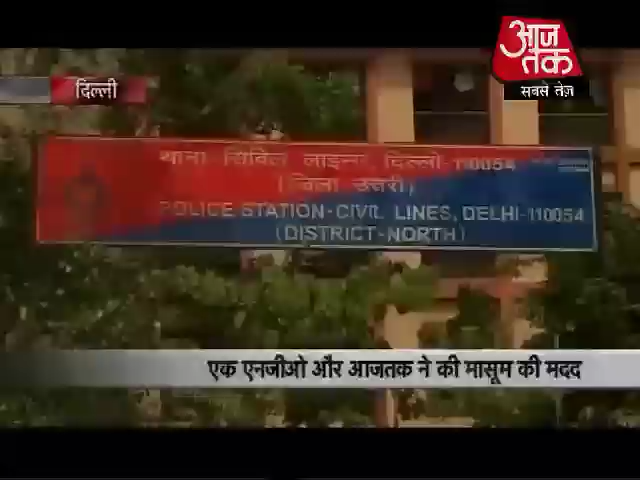 आज
तक
सबसे तेज़
दिल्ली
थाना-सिविल लाइन्स, दिल्ली-110054
(जिला उत्तरी)
POLICE STATION-CIVIL LINES, DELHI-110054
(DISTRICT-NORTH)
एक एनजीओ और आजतक ने की मासूम की मदद